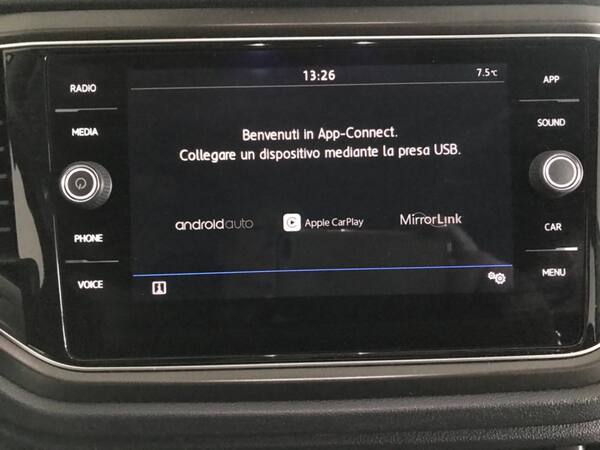 13:26
7.5°C
RADIO
MEDIA
PHONE
VOICE
Benvenuti in App-Connect.
Collegare un dispositivo mediante la presa USB.
androidauto
Apple CarPlay
MirrorLink
i
APP
SOUND
CAR
MENU